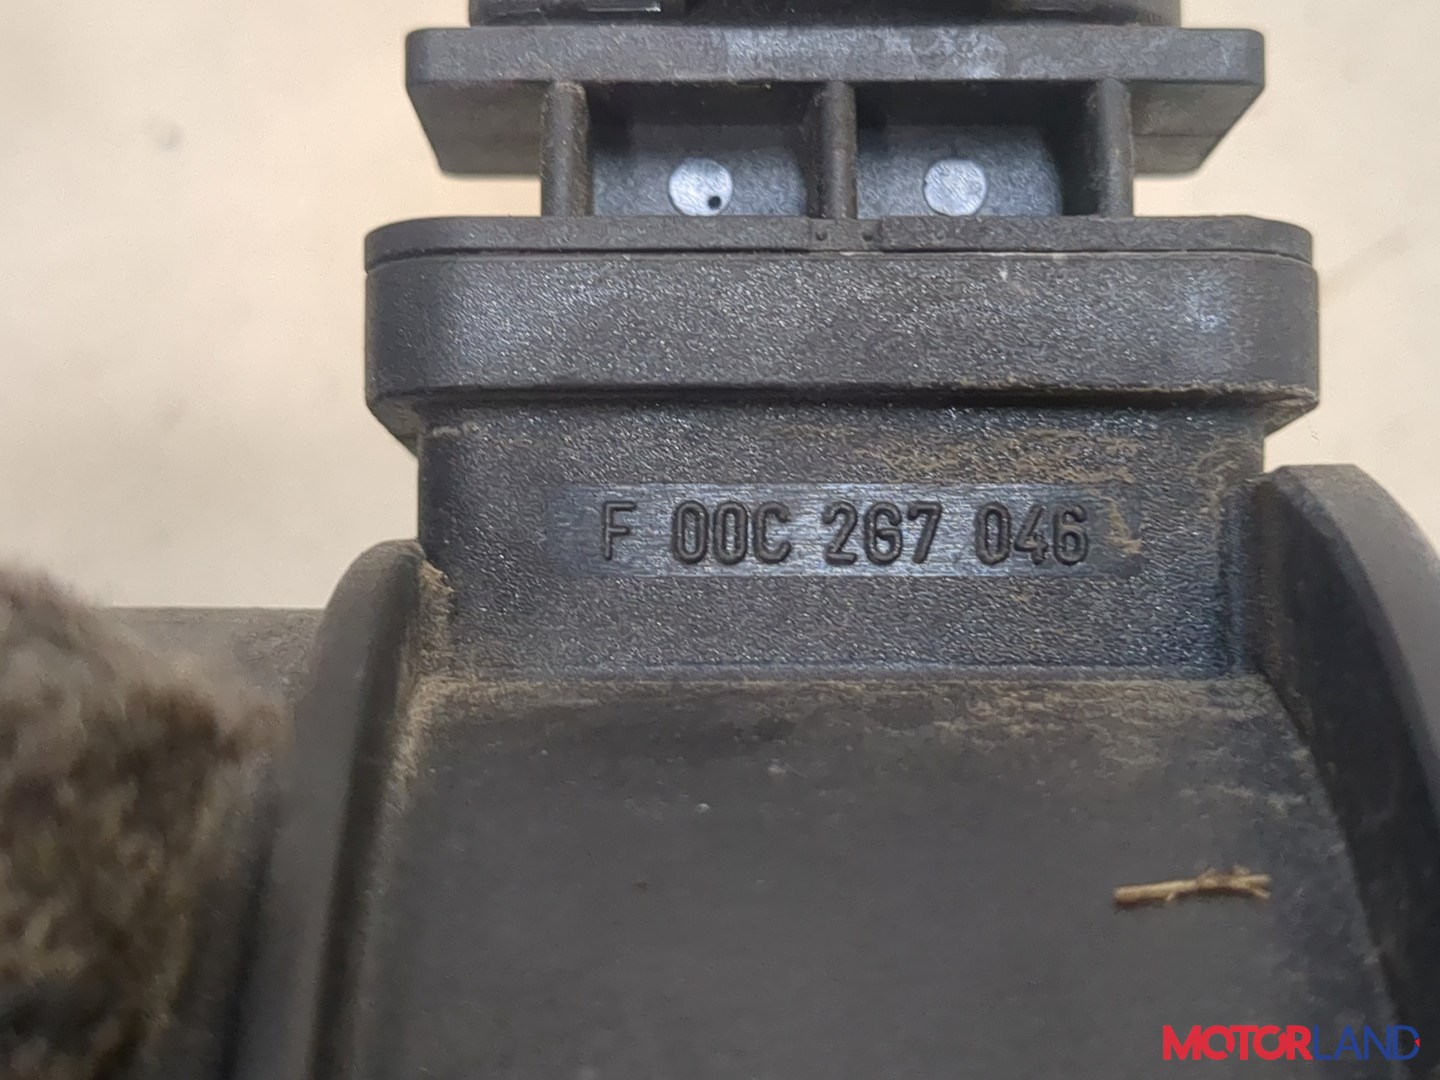 F 00C 2G7 046
MOTORLAND